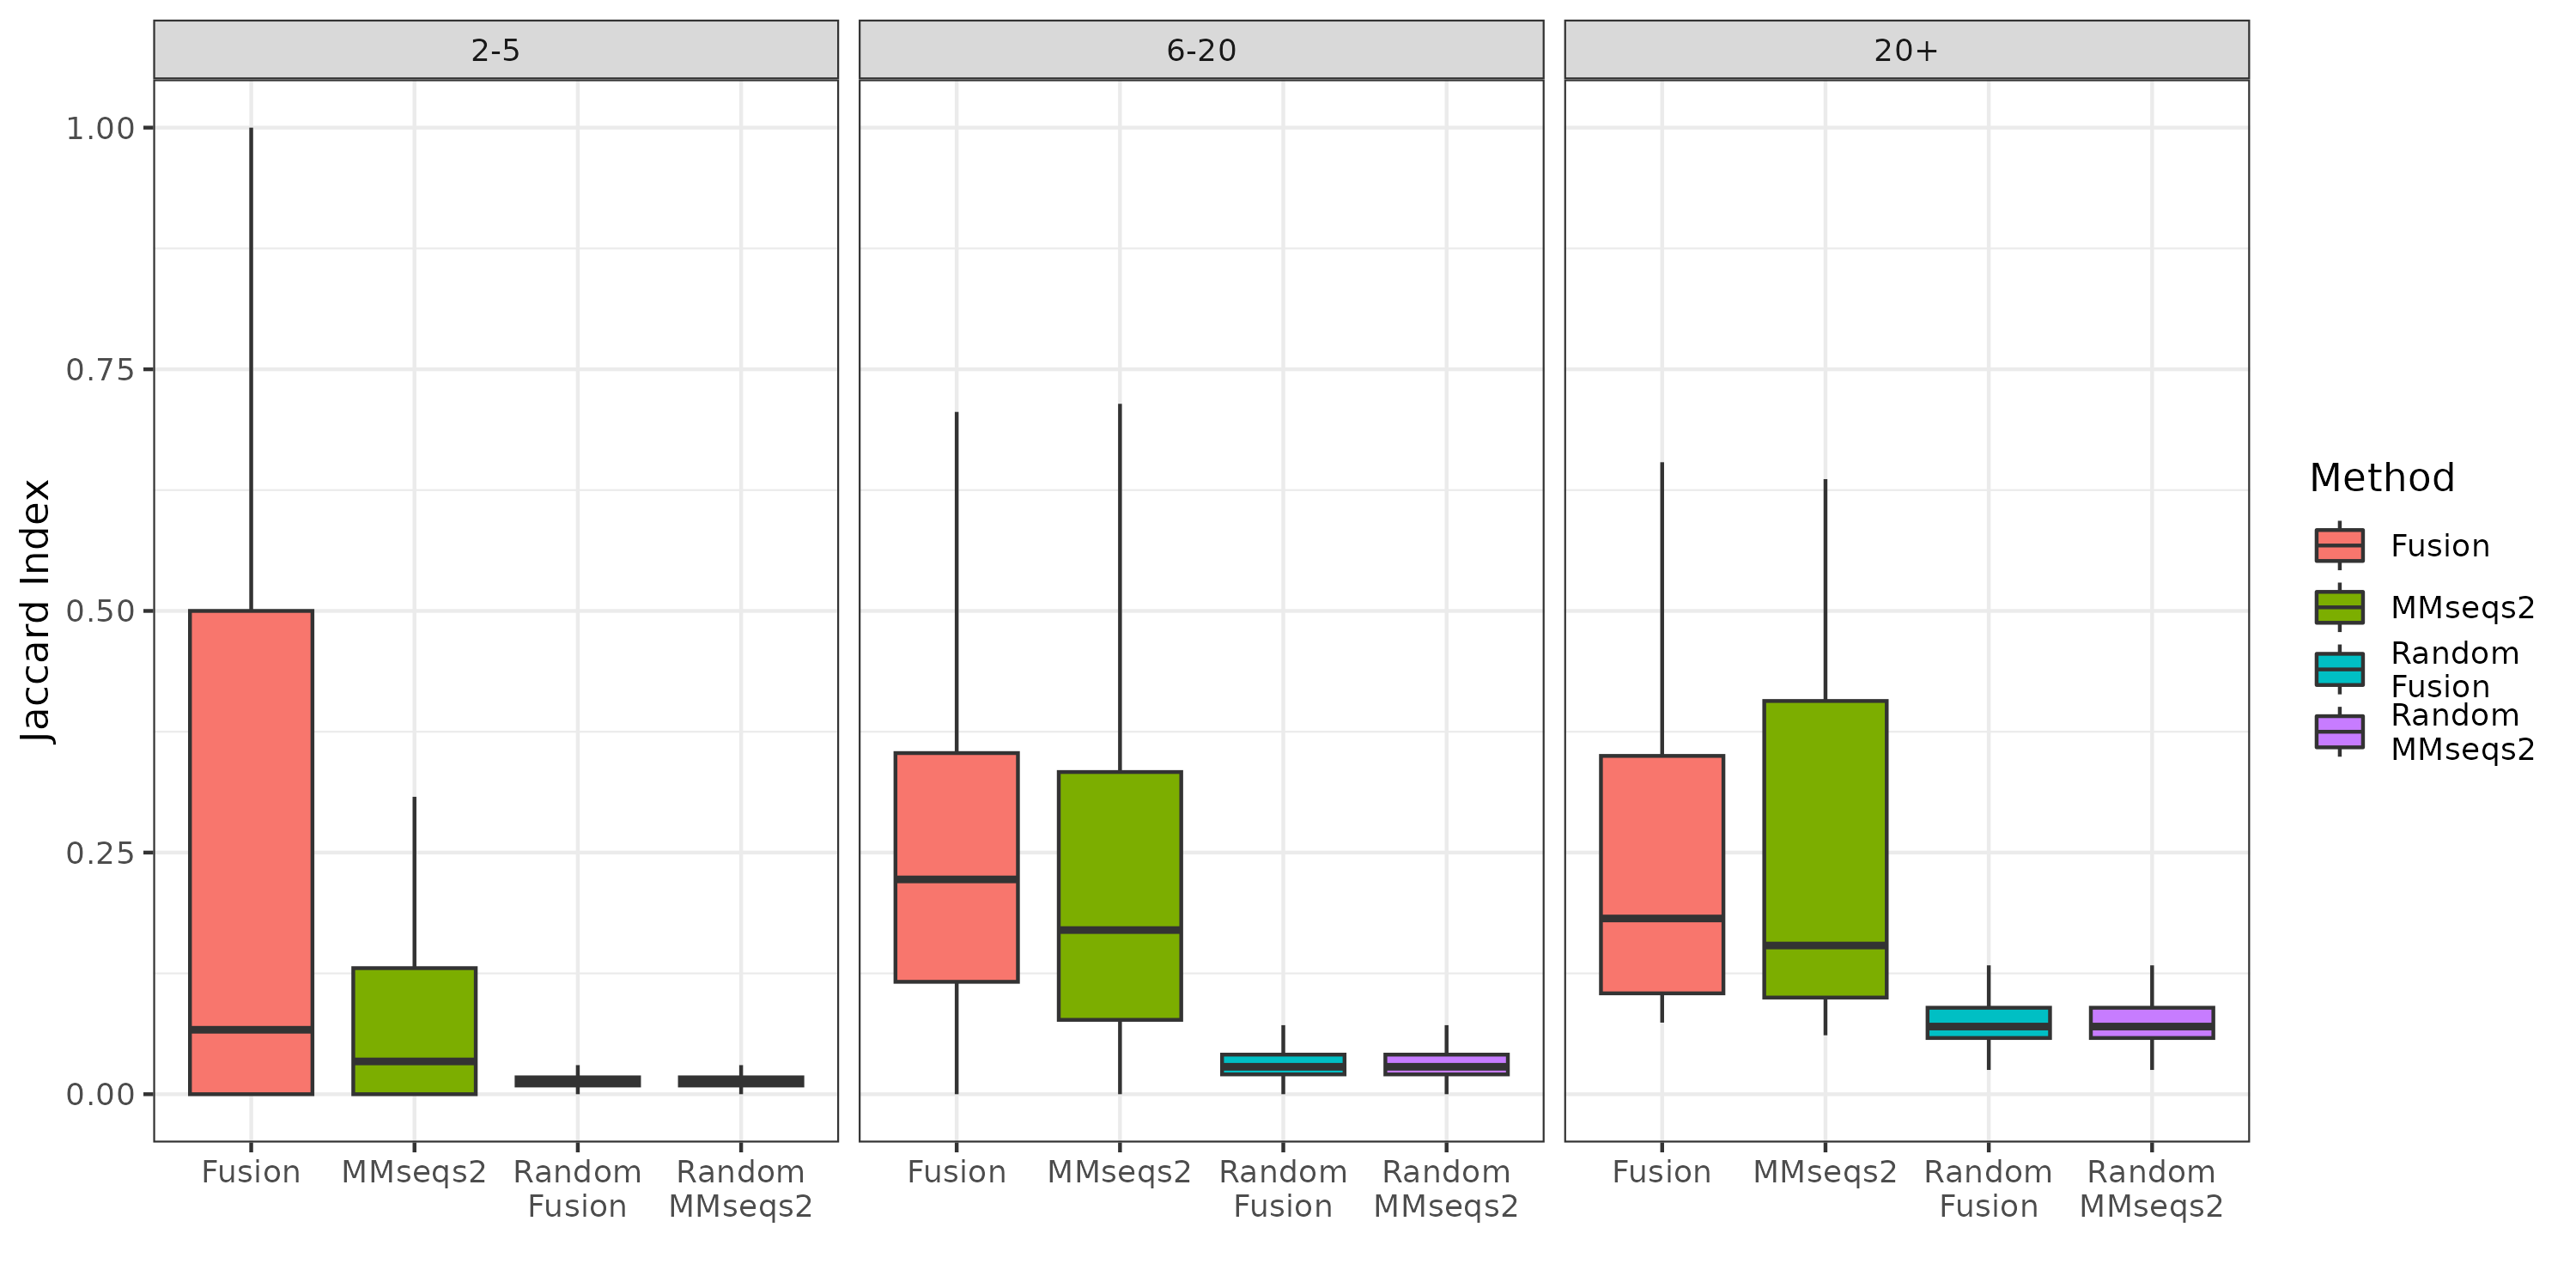 2-5
6-20
20+
Jaccard Index
1.00
0.75
0.50
0.25
0.00
Fusion
MMseqs2
Random
Fusion
Random
MMseqs2
Fusion
MMseqs2
Random
Fusion
Random
MMseqs2
Fusion
MMseqs2
Random
Fusion
Random
MMseqs2
Method
Fusion
MMseqs2
Random
Fusion
Random
MMseqs2